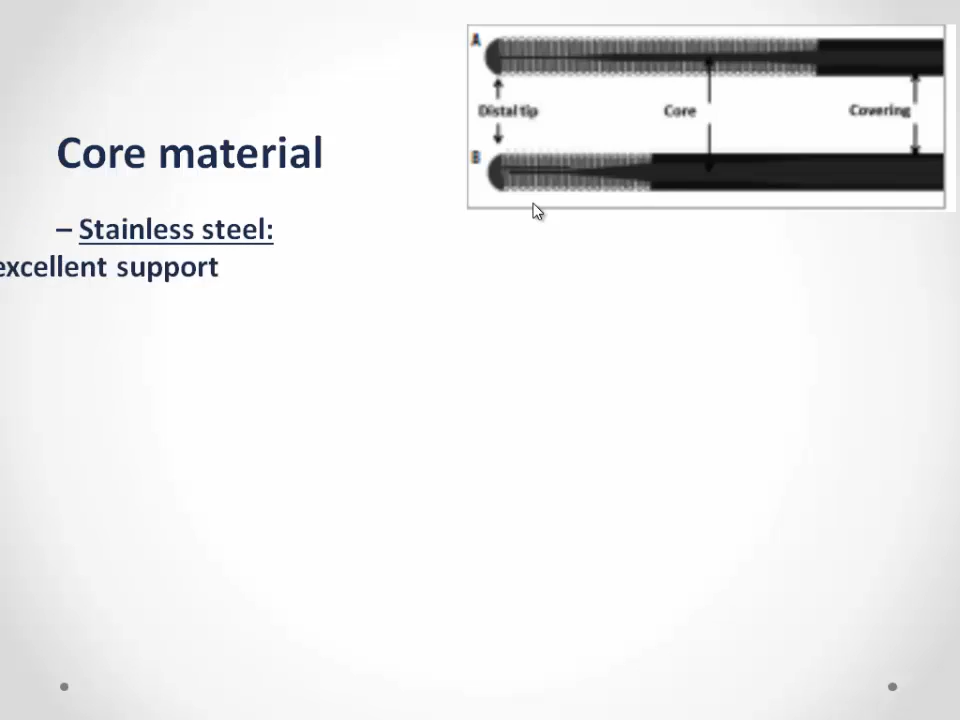 A
Distal tip Core Covering
B
Core material
– Stainless steel:
excellent support